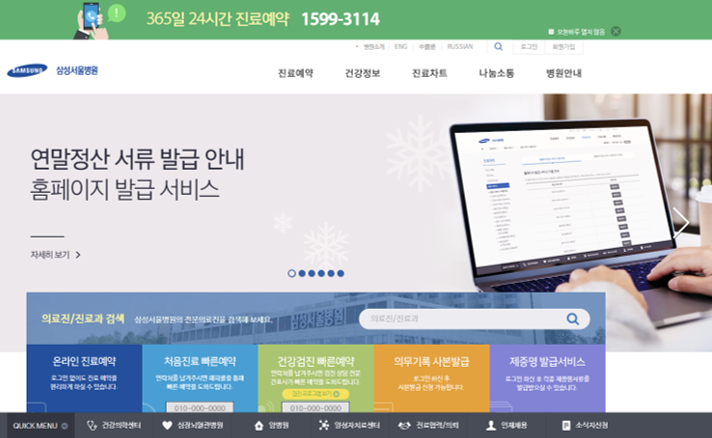 365일 24시간 진료예약 1599-3114
오늘하루 열지 않음
병원소개 ENG 中國語 RUSSIAN 로그인 회원가입
SAMSUNG 삼성서울병원 진료예약 건강정보 진료차트 나눔소통 병원안내
연말정산 서류 발급 안내
홈페이지 발급 서비스
자세히 보기
의료진/진료과 검색 삼성서울병원의 전문의료진을 검색해 보세요. 의료진/진료과
온라인 진료예약 처음진료 빠른예약 건강검진 빠른예약 의무기록 사본발급 제증명 발급서비스
로그인 없이도 진료 예약을
편리하게 하실 수 있습니다.
연락처를 남겨주시면 예약을 통해
빠른 예약을 도와드립니다.
연락처를 남겨주시면 검진 상담 전문
간호사가 빠른 예약을 도와드립니다.
검진 프로그램 보기
로그인 하신 후
사본발급 신청 가능합니다.
로그인 하신 후 각종 제증명서류를
발급받으실 수 있습니다.
010-000-0000 010-000-0000
QUICK MENU 건강의학센터 심장뇌혈관병원 암병원 양성자치료센터 진료협력/의뢰 인재채용 소식지신청